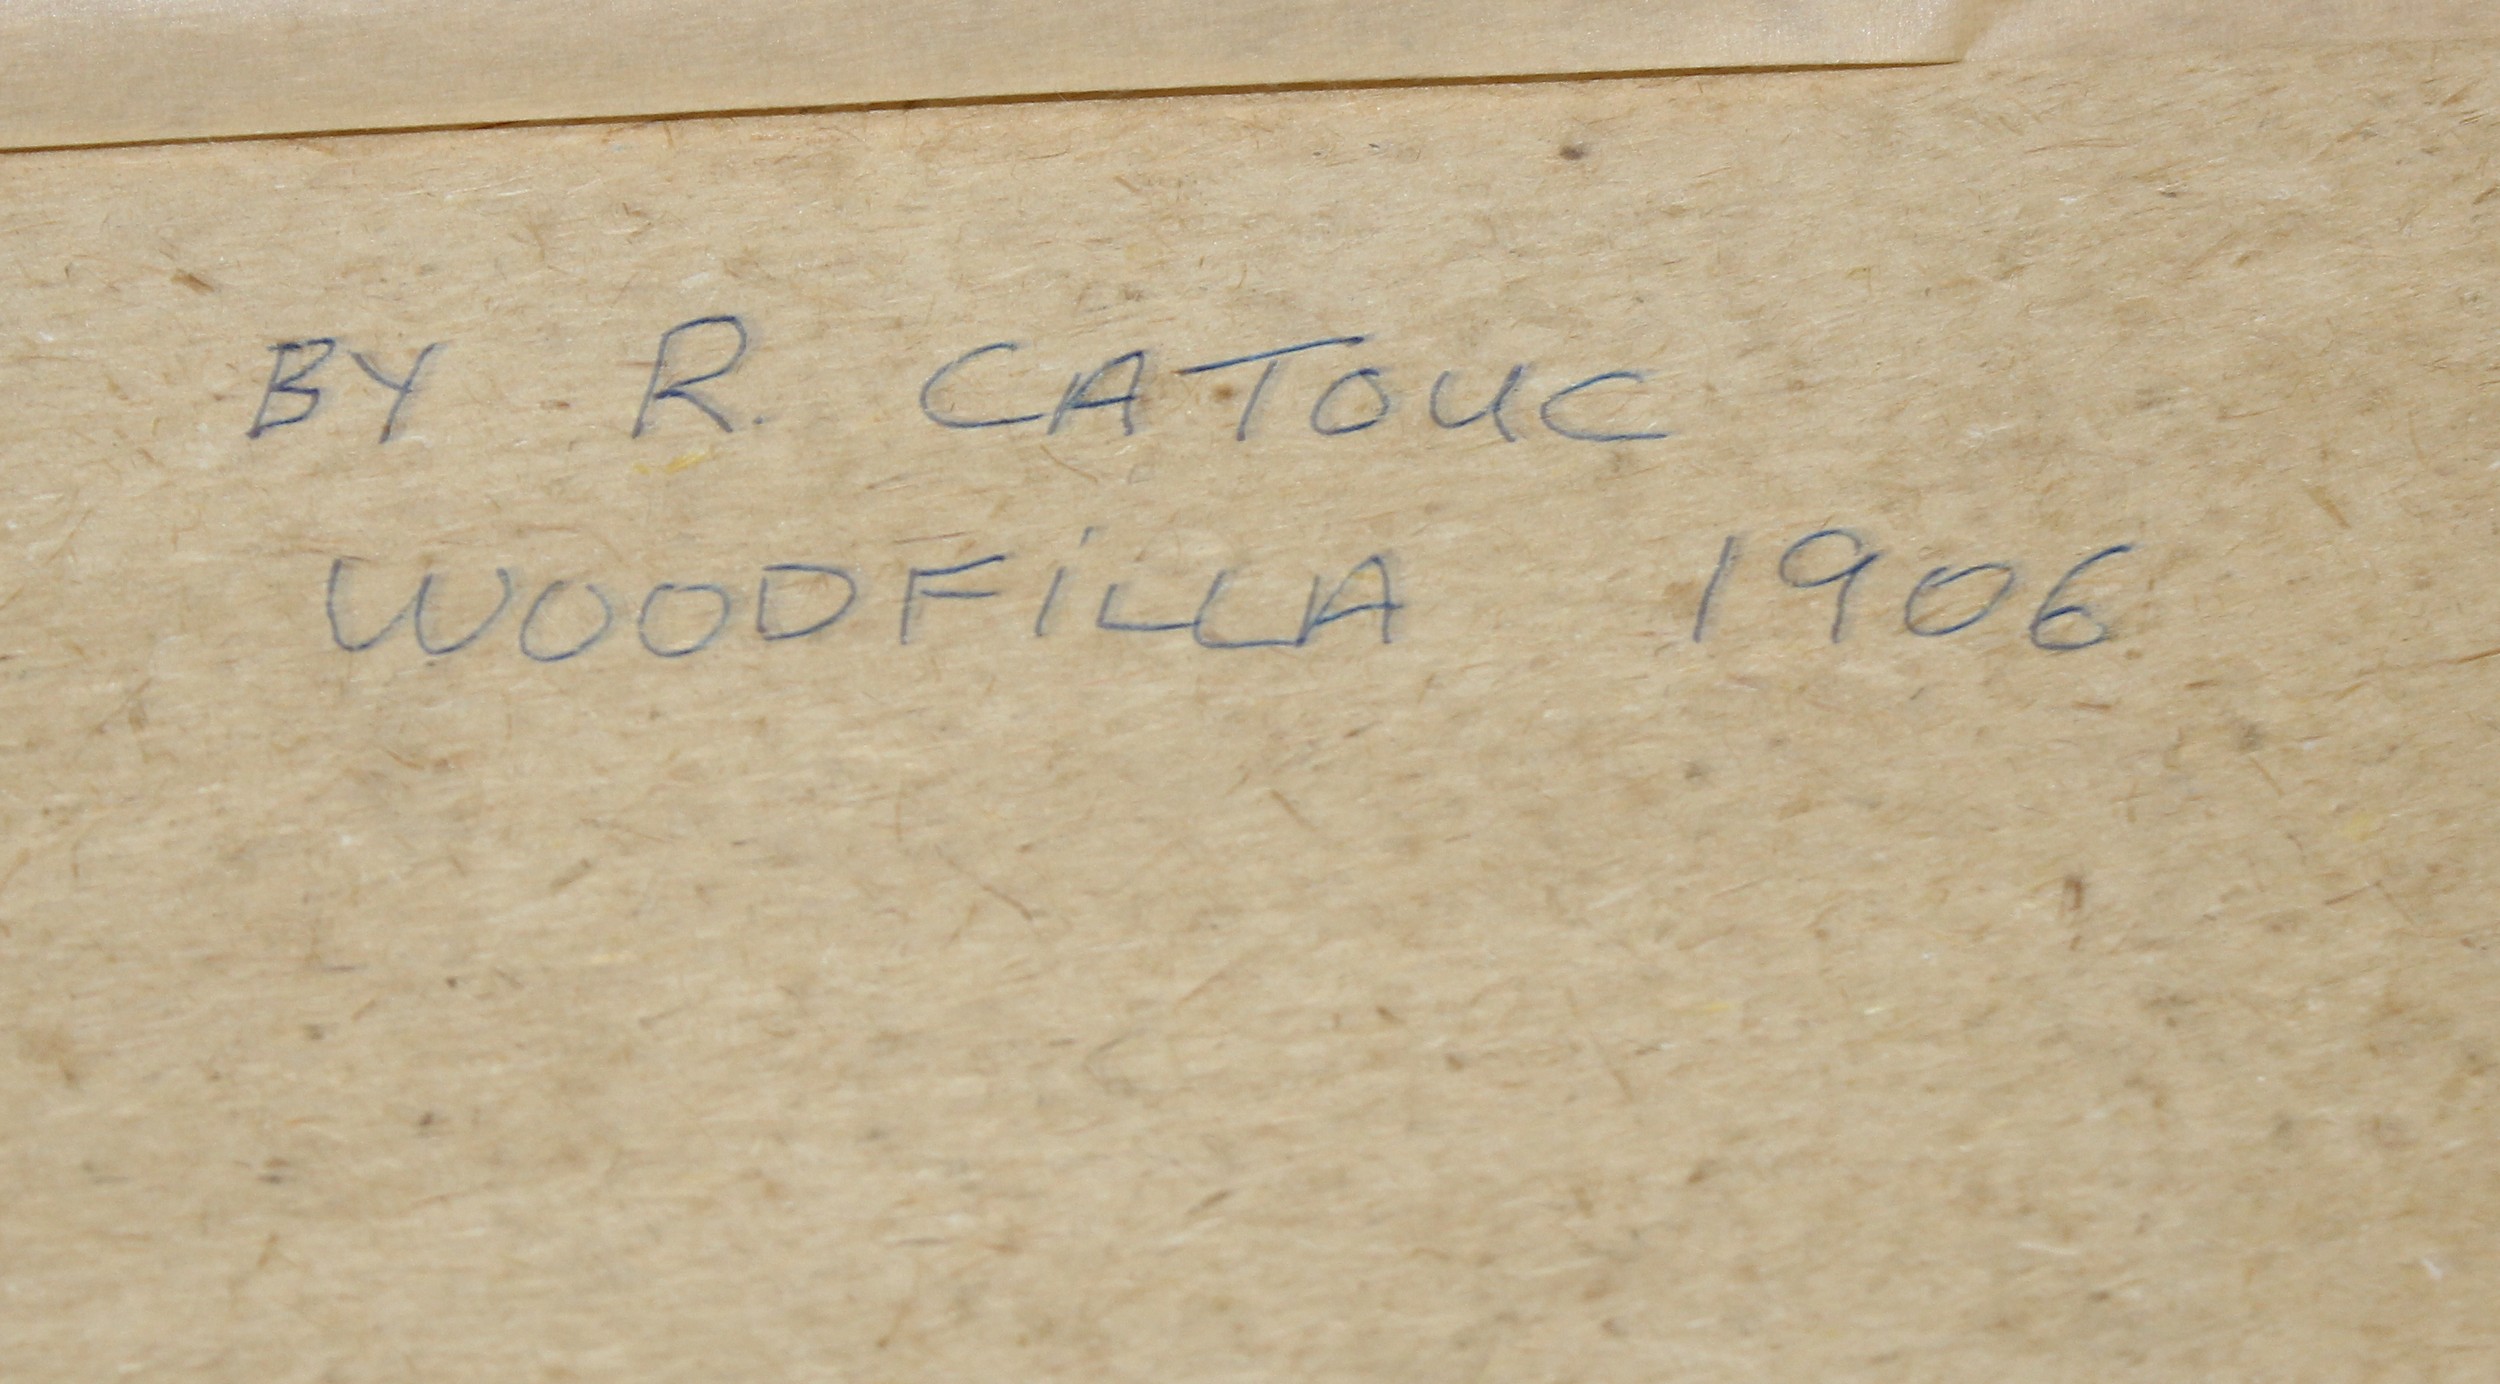 BY R. CATOUC
WOODFiLLA 1906